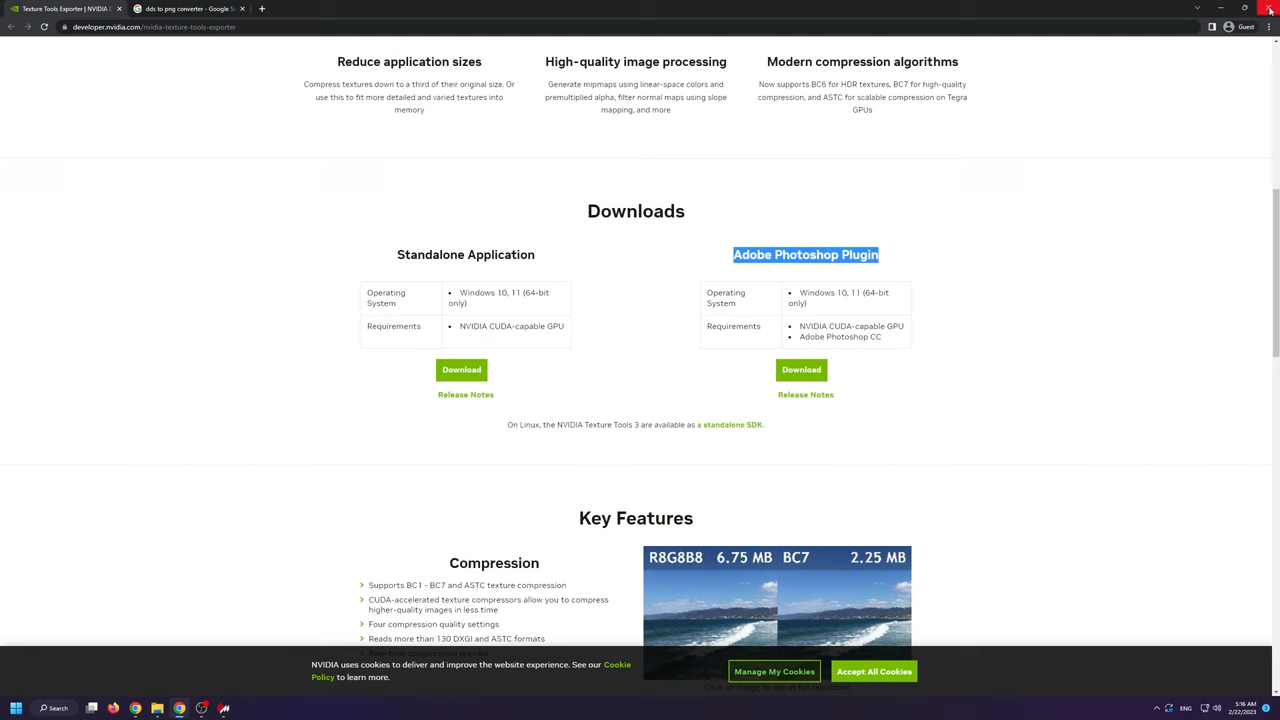 Texture Tools Exporter | NVIDIA D
dds to png converter - Google S
developer.nvidia.com/nvidia-texture-tools-exporter
Guest
Reduce application sizes
Compress textures down to a third of their original size. Or
use this to fit more detailed and varied textures into
memory
High-quality image processing
Generate mipmaps using linear-space colors and
premultiplied alpha, filter normal maps using slope
mapping, and more
Modern compression algorithms
Now supports BC6 for HDR textures, BC7 for high-quality
compression, and ASTC for scalable compression on Tegra
GPUs
Downloads
Standalone Application
Operating
System
• Windows 10, 11 (64-bit
only)
Requirements
• NVIDIA CUDA-capable GPU
Download
Release Notes
Adobe Photoshop Plugin
Operating
System
• Windows 10, 11 (64-bit
only)
Requirements
• NVIDIA CUDA-capable GPU
• Adobe Photoshop CC
Download
Release Notes
On Linux, the NVIDIA Texture Tools 3 are available as a standalone SDK.
Key Features
Compression
Supports BC1 - BC7 and ASTC texture compression
CUDA-accelerated texture compressors allow you to compress
higher-quality images in less time
Four compression quality settings
Reads more than 130 DXGI and ASTC formats
R8G8B8 6.75 MB
BC7 2.25 MB
Click on image to see at full resolution
NVIDIA uses cookies to deliver and improve the website experience. See our Cookie
Policy to learn more.
Manage My Cookies
Accept All Cookies
Search
ENG
5:16 AM
2/22/2023